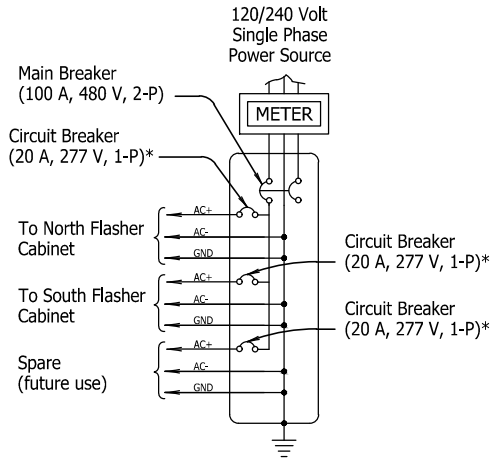 120/240 Volt
Single Phase
Power Source
Main Breaker
(100 A, 480 V, 2-P)
METER
Circuit Breaker
(20 A, 277 V, 1-P)*
To North Flasher
Cabinet
AC+
AC-
GND
Circuit Breaker
(20 A, 277 V, 1-P)*
To South Flasher
Cabinet
AC+
AC-
GND
Circuit Breaker
(20 A, 277 V, 1-P)*
Spare
(future use)
AC+
AC-
GND